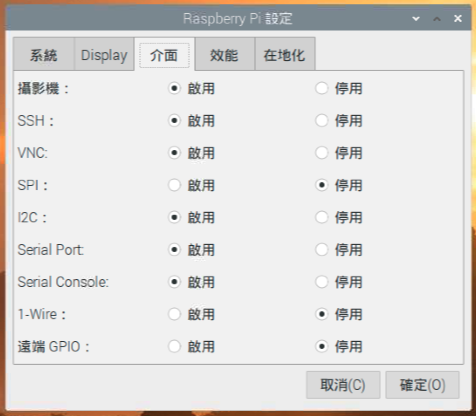 Raspberry Pi 設定
系統 Display 介面 效能 在地化
攝影機： 啟用 停用
SSH： 啟用 停用
VNC: 啟用 停用
SPI： 啟用 停用
I2C： 啟用 停用
Serial Port: 啟用 停用
Serial Console: 啟用 停用
1-Wire： 啟用 停用
遠端 GPIO： 啟用 停用
取消(C) 確定(O)